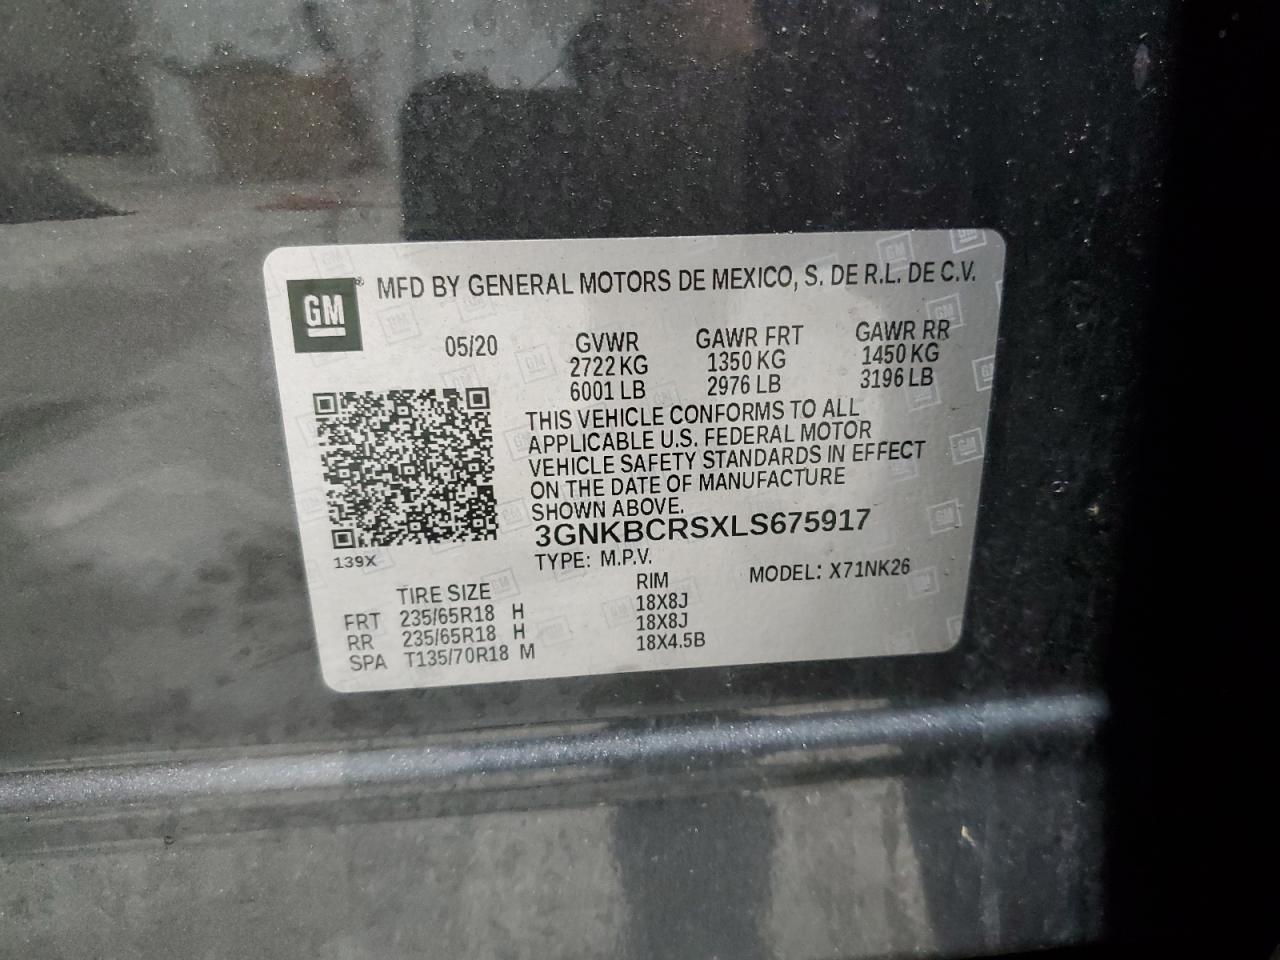 GM ® MFD BY GENERAL MOTORS DE MEXICO, S. DE R.L. DE C.V.
05/20 GVWR GAWR FRT GAWR RR
2722 KG 1350 KG 1450 KG
6001 LB 2976 LB 3196 LB
THIS VEHICLE CONFORMS TO ALL
APPLICABLE U.S. FEDERAL MOTOR
VEHICLE SAFETY STANDARDS IN EFFECT
ON THE DATE OF MANUFACTURE
SHOWN ABOVE.
3GNKBCRSXLS675917
139X TYPE: M.P.V. MODEL: X71NK26
TIRE SIZE RIM
FRT 235/65R18 H 18X8J
RR 235/65R18 H 18X8J
SPA T135/70R18 M 18X4.5B